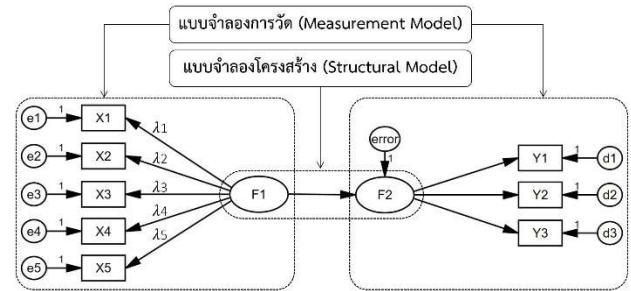 แบบจำลองการวัด (Measurement Model)
แบบจำลองโครงสร้าง (Structural Model)
e1 1 X1 λ1
e2 1 X2 λ2
e3 1 X3 λ3
e4 1 X4 λ4
e5 1 X5 λ5
F1
error
1
F2
Y1 1 d1
Y2 1 d2
Y3 1 d3